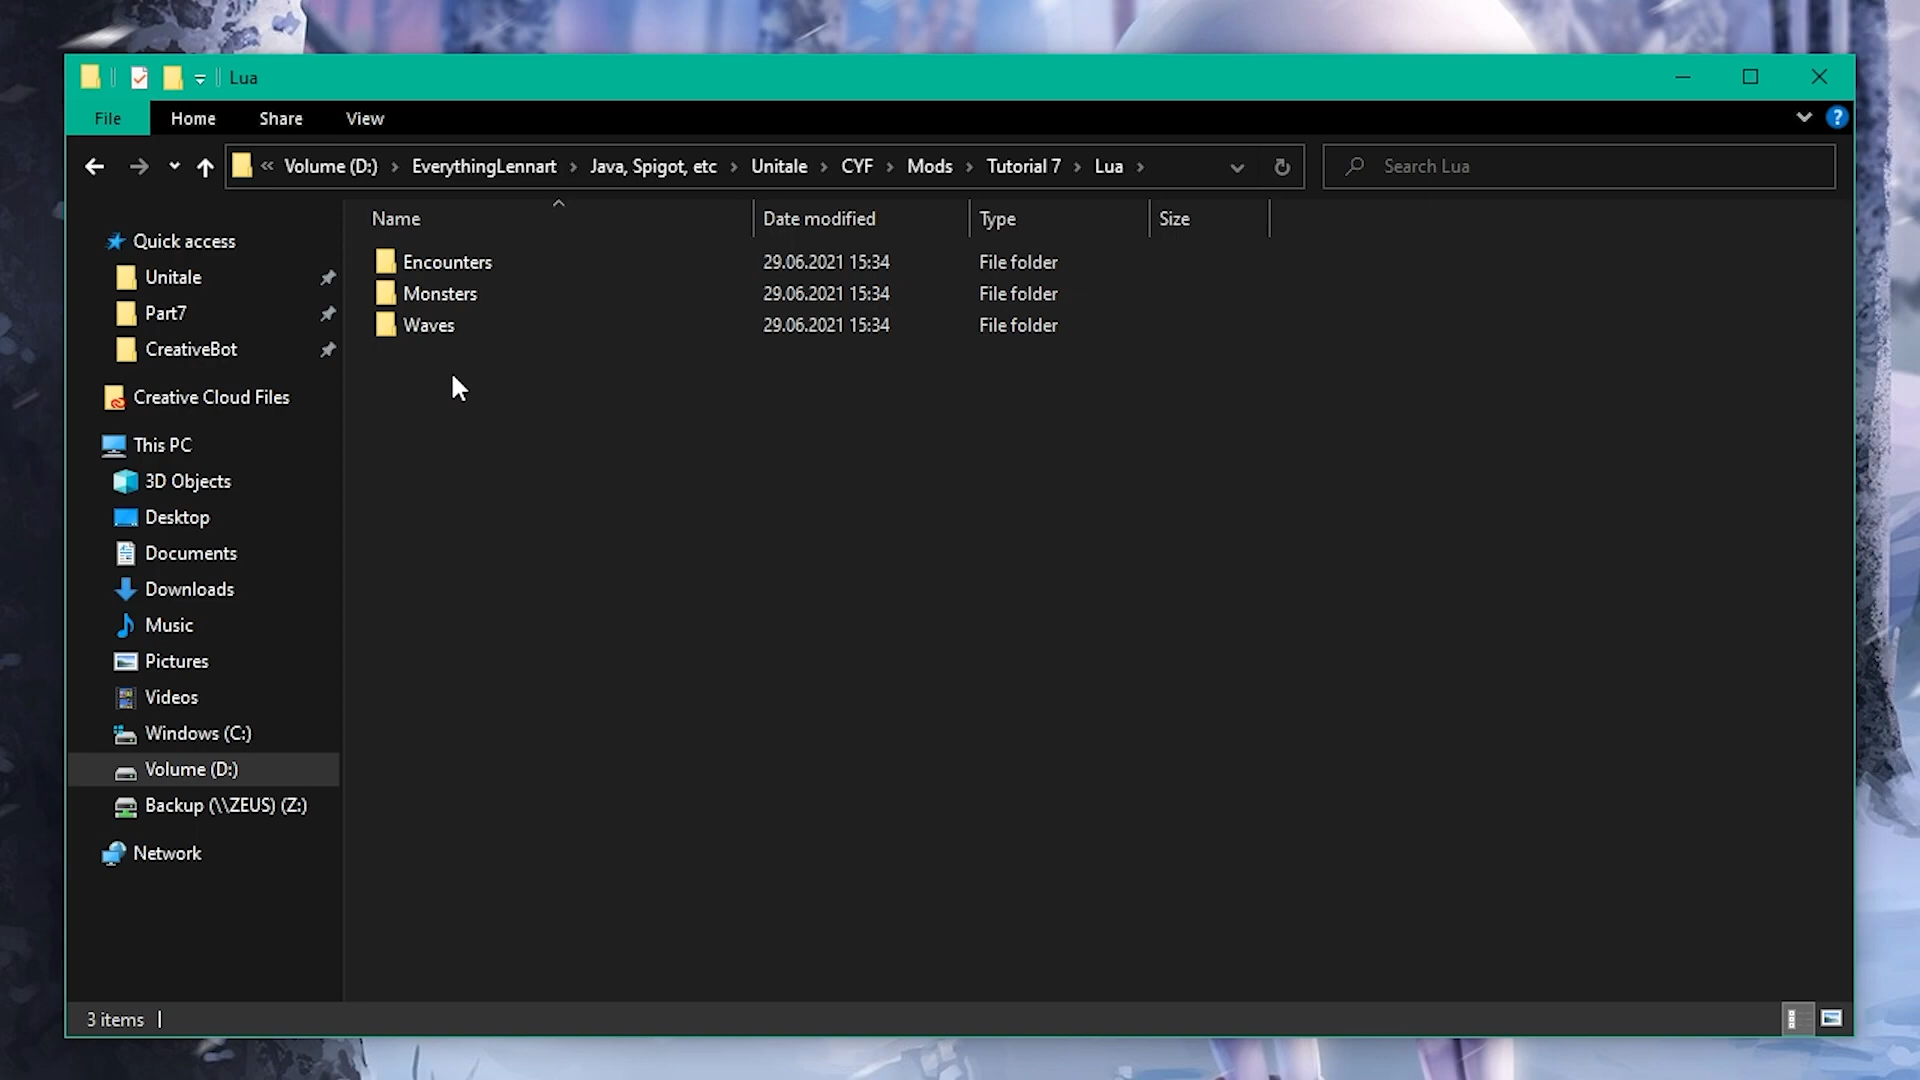 Lua
File Home Share View ?
« Volume (D:) › EverythingLennart › Java, Spigot, etc › Unitale › CYF › Mods › Tutorial 7 › Lua › Search Lua
Name Date modified Type Size
Quick access
Unitale
Part7
CreativeBot
Creative Cloud Files
This PC
3D Objects
Desktop
Documents
Downloads
Music
Pictures
Videos
Windows (C:)
Volume (D:)
Backup (\\ZEUS) (Z:)
Network
Encounters 29.06.2021 15:34 File folder
Monsters 29.06.2021 15:34 File folder
Waves 29.06.2021 15:34 File folder
3 items